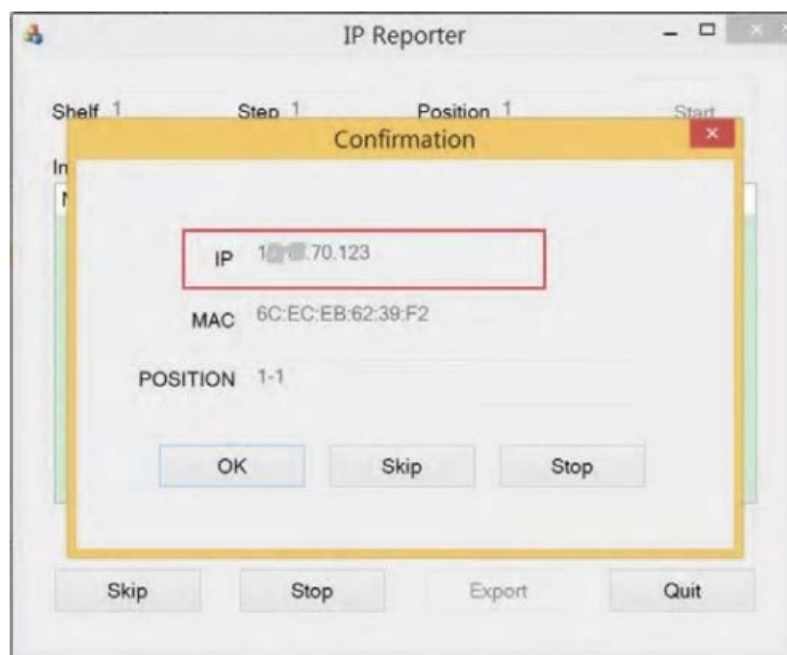 IP Reporter
Shelf 1 Step 1 Position 1 Start
Confirmation
In
IP .70.123
MAC 6C:EC:EB:62:39:F2
POSITION 1-1
OK Skip Stop
Skip Stop Export Quit